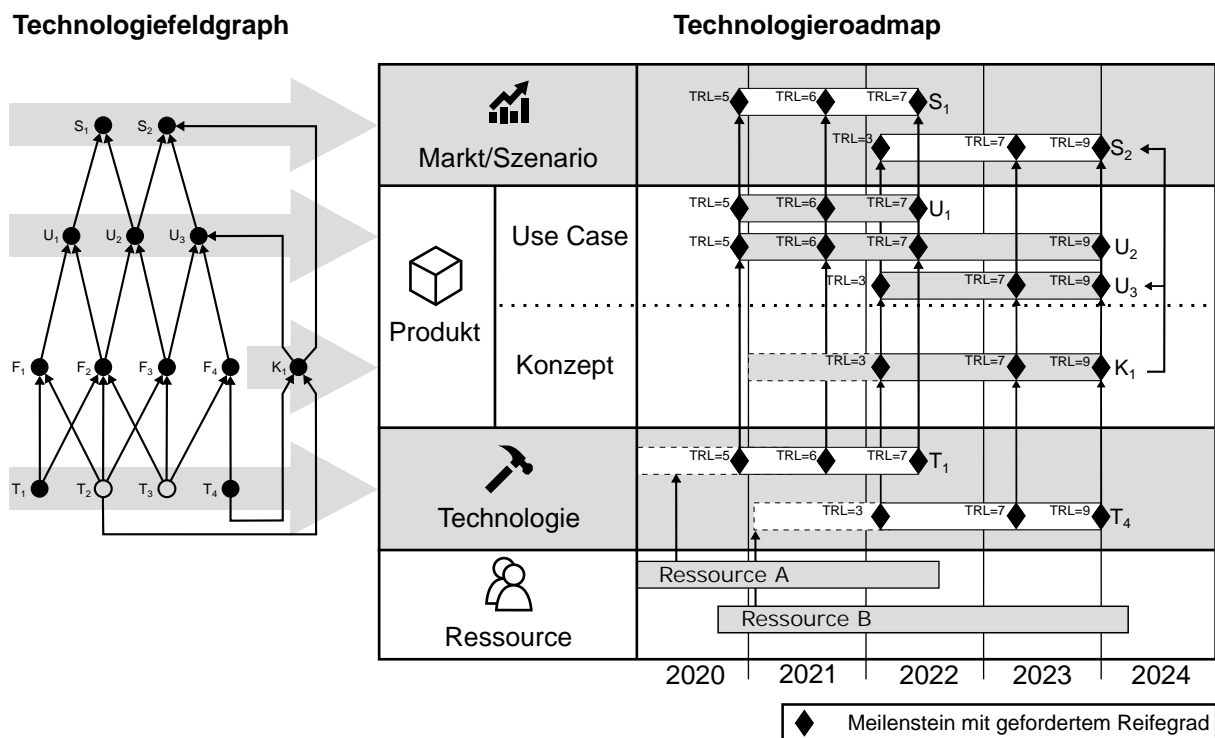 Technologiefeldgraph
Technologieroadmap
S1 S2
U1 U2 U3
F1 F2 F3 F4 K1
T1 T2 T3 T4
Markt/Szenario
TRL=5 TRL=6 TRL=7 S1
TRL=3 TRL=7 TRL=9 S2
Produkt
Use Case
TRL=5 TRL=6 TRL=7 U1
TRL=5 TRL=6 TRL=7 TRL=9 U2
TRL=3 TRL=7 TRL=9 U3
Konzept
TRL=3 TRL=7 TRL=9 K1
Technologie
TRL=5 TRL=6 TRL=7 T1
TRL=3 TRL=7 TRL=9 T4
Ressource
Ressource A
Ressource B
2020 2021 2022 2023 2024
Meilenstein mit gefordertem Reifegrad